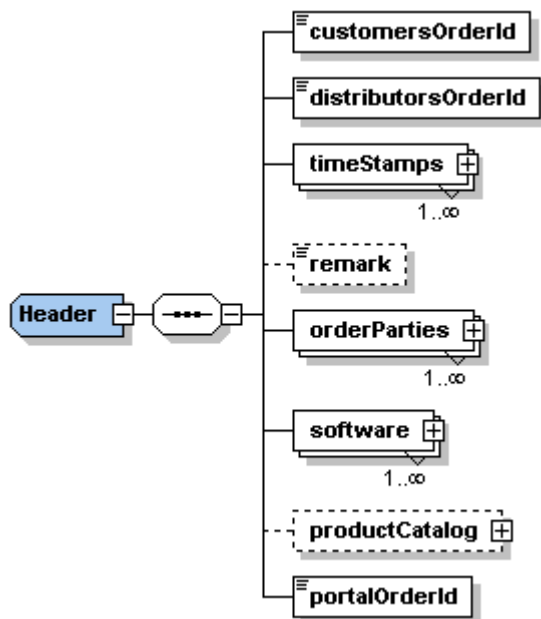 customersOrderId
distributorsOrderId
timeStamps
1..∞
remark
Header
orderParties
1..∞
software
1..∞
productCatalog
portalOrderId